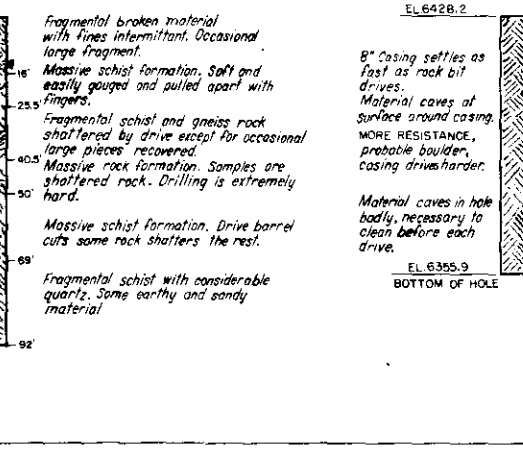 Fragmental broken material
with fines intermittant. Occasional
large fragment.
16'
Massive schist formation. Soft and
easily gouged and pulled apart with
fingers.
25.5'
Fragmental schist and gneiss rock
shattered by drive except for occasional
large pieces recovered.
40.5'
Massive rock formation. Samples are
shattered rock. Drilling is extremely
hard.
50'
Massive schist formation. Drive barrel
cuts some rock shatters the rest.
69'
Fragmental schist with considerable
quartz. Some earthy and sandy
material
92'
EL.6428.2
8" Casing settles as
fast as rock bit
drives.
Material caves at
surface around casing.
MORE RESISTANCE,
probable boulder,
casing drives harder.
Material caves in hole
badly, necessary to
clean before each
drive.
EL.6355.9
BOTTOM OF HOLE